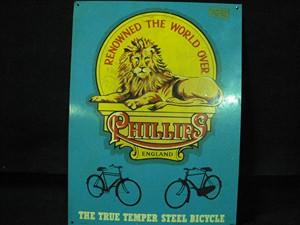 RENOWNED THE WORLD OVER
PHILLIPS
ENGLAND
THE TRUE TEMPER STEEL BICYCLE